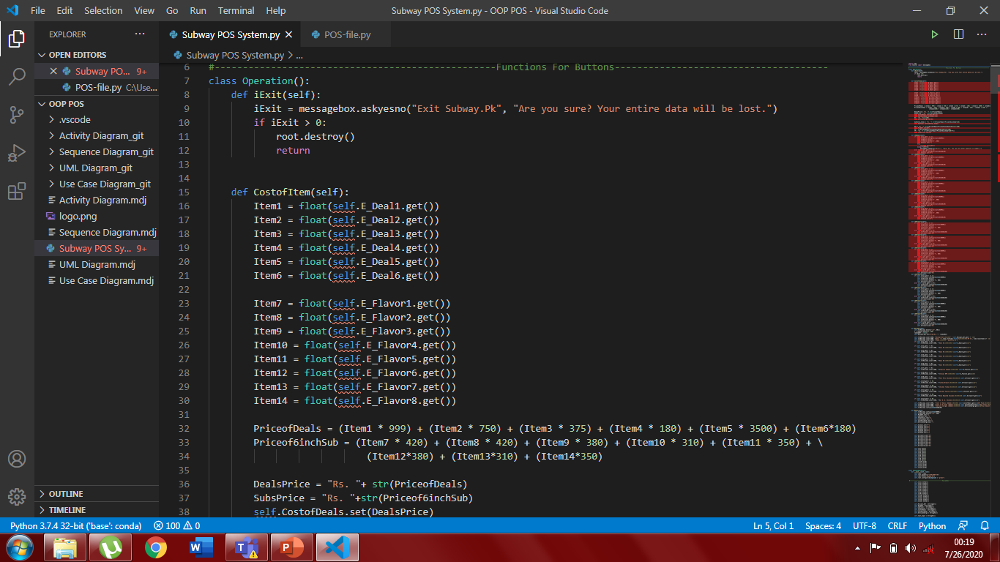 File Edit Selection View Go Run Terminal Help
Subway POS System.py - OOP POS - Visual Studio Code
EXPLORER
OPEN EDITORS
Subway PO... 9+
POS-file.py C:\Use...
OOP POS
.vscode
Activity Diagram_git
Sequence Diagram_git
UML Diagram_git
Use Case Diagram_git
Activity Diagram.mdj
logo.png
Sequence Diagram.mdj
Subway POS Sy... 9+
UML Diagram.mdj
Use Case Diagram.mdj
OUTLINE
TIMELINE
Subway POS System.py
POS-file.py
Subway POS System.py > ...
6 #--------------------------------------------------Functions For Buttons--------------------------------------
7 class Operation():
8 def iExit(self):
9 iExit = messagebox.askyesno("Exit Subway.Pk", "Are you sure? Your entire data will be lost.")
10 if iExit > 0:
11 root.destroy()
12 return
13
14
15 def CostofItem(self):
16 Item1 = float(self.E_Deal1.get())
17 Item2 = float(self.E_Deal2.get())
18 Item3 = float(self.E_Deal3.get())
19 Item4 = float(self.E_Deal4.get())
20 Item5 = float(self.E_Deal5.get())
21 Item6 = float(self.E_Deal6.get())
22
23 Item7 = float(self.E_Flavor1.get())
24 Item8 = float(self.E_Flavor2.get())
25 Item9 = float(self.E_Flavor3.get())
26 Item10 = float(self.E_Flavor4.get())
27 Item11 = float(self.E_Flavor5.get())
28 Item12 = float(self.E_Flavor6.get())
29 Item13 = float(self.E_Flavor7.get())
30 Item14 = float(self.E_Flavor8.get())
31
32 PriceofDeals = (Item1 * 999) + (Item2 * 750) + (Item3 * 375) + (Item4 * 180) + (Item5 * 3500) + (Item6*180)
33 Priceof6inchSub = (Item7 * 420) + (Item8 * 420) + (Item9 * 380) + (Item10 * 310) + (Item11 * 350) + \
34 (Item12*380) + (Item13*310) + (Item14*350)
35
36 DealsPrice = "Rs. "+ str(PriceofDeals)
37 SubsPrice = "Rs. "+str(Priceof6inchSub)
38 self.CostofDeals.set(DealsPrice)
Python 3.7.4 32-bit ('base': conda) 100 0
Ln 5, Col 1 Spaces: 4 UTF-8 CRLF Python
00:19
7/26/2020